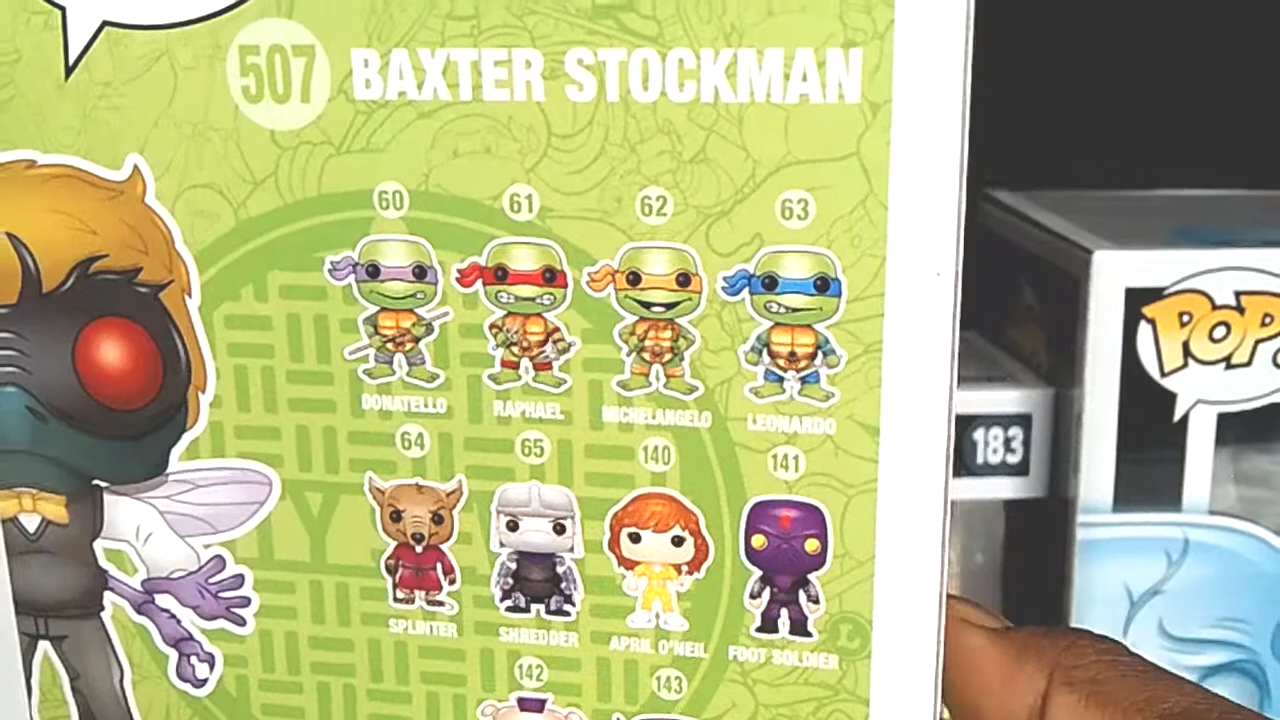 507 BAXTER STOCKMAN
60 61 62 63
DONATELLO RAPHAEL MICHELANGELO LEONARDO
64 65 140 141
SPLINTER SHREDDER APRIL O'NEIL FOOT SOLDIER
142 143
183
POP